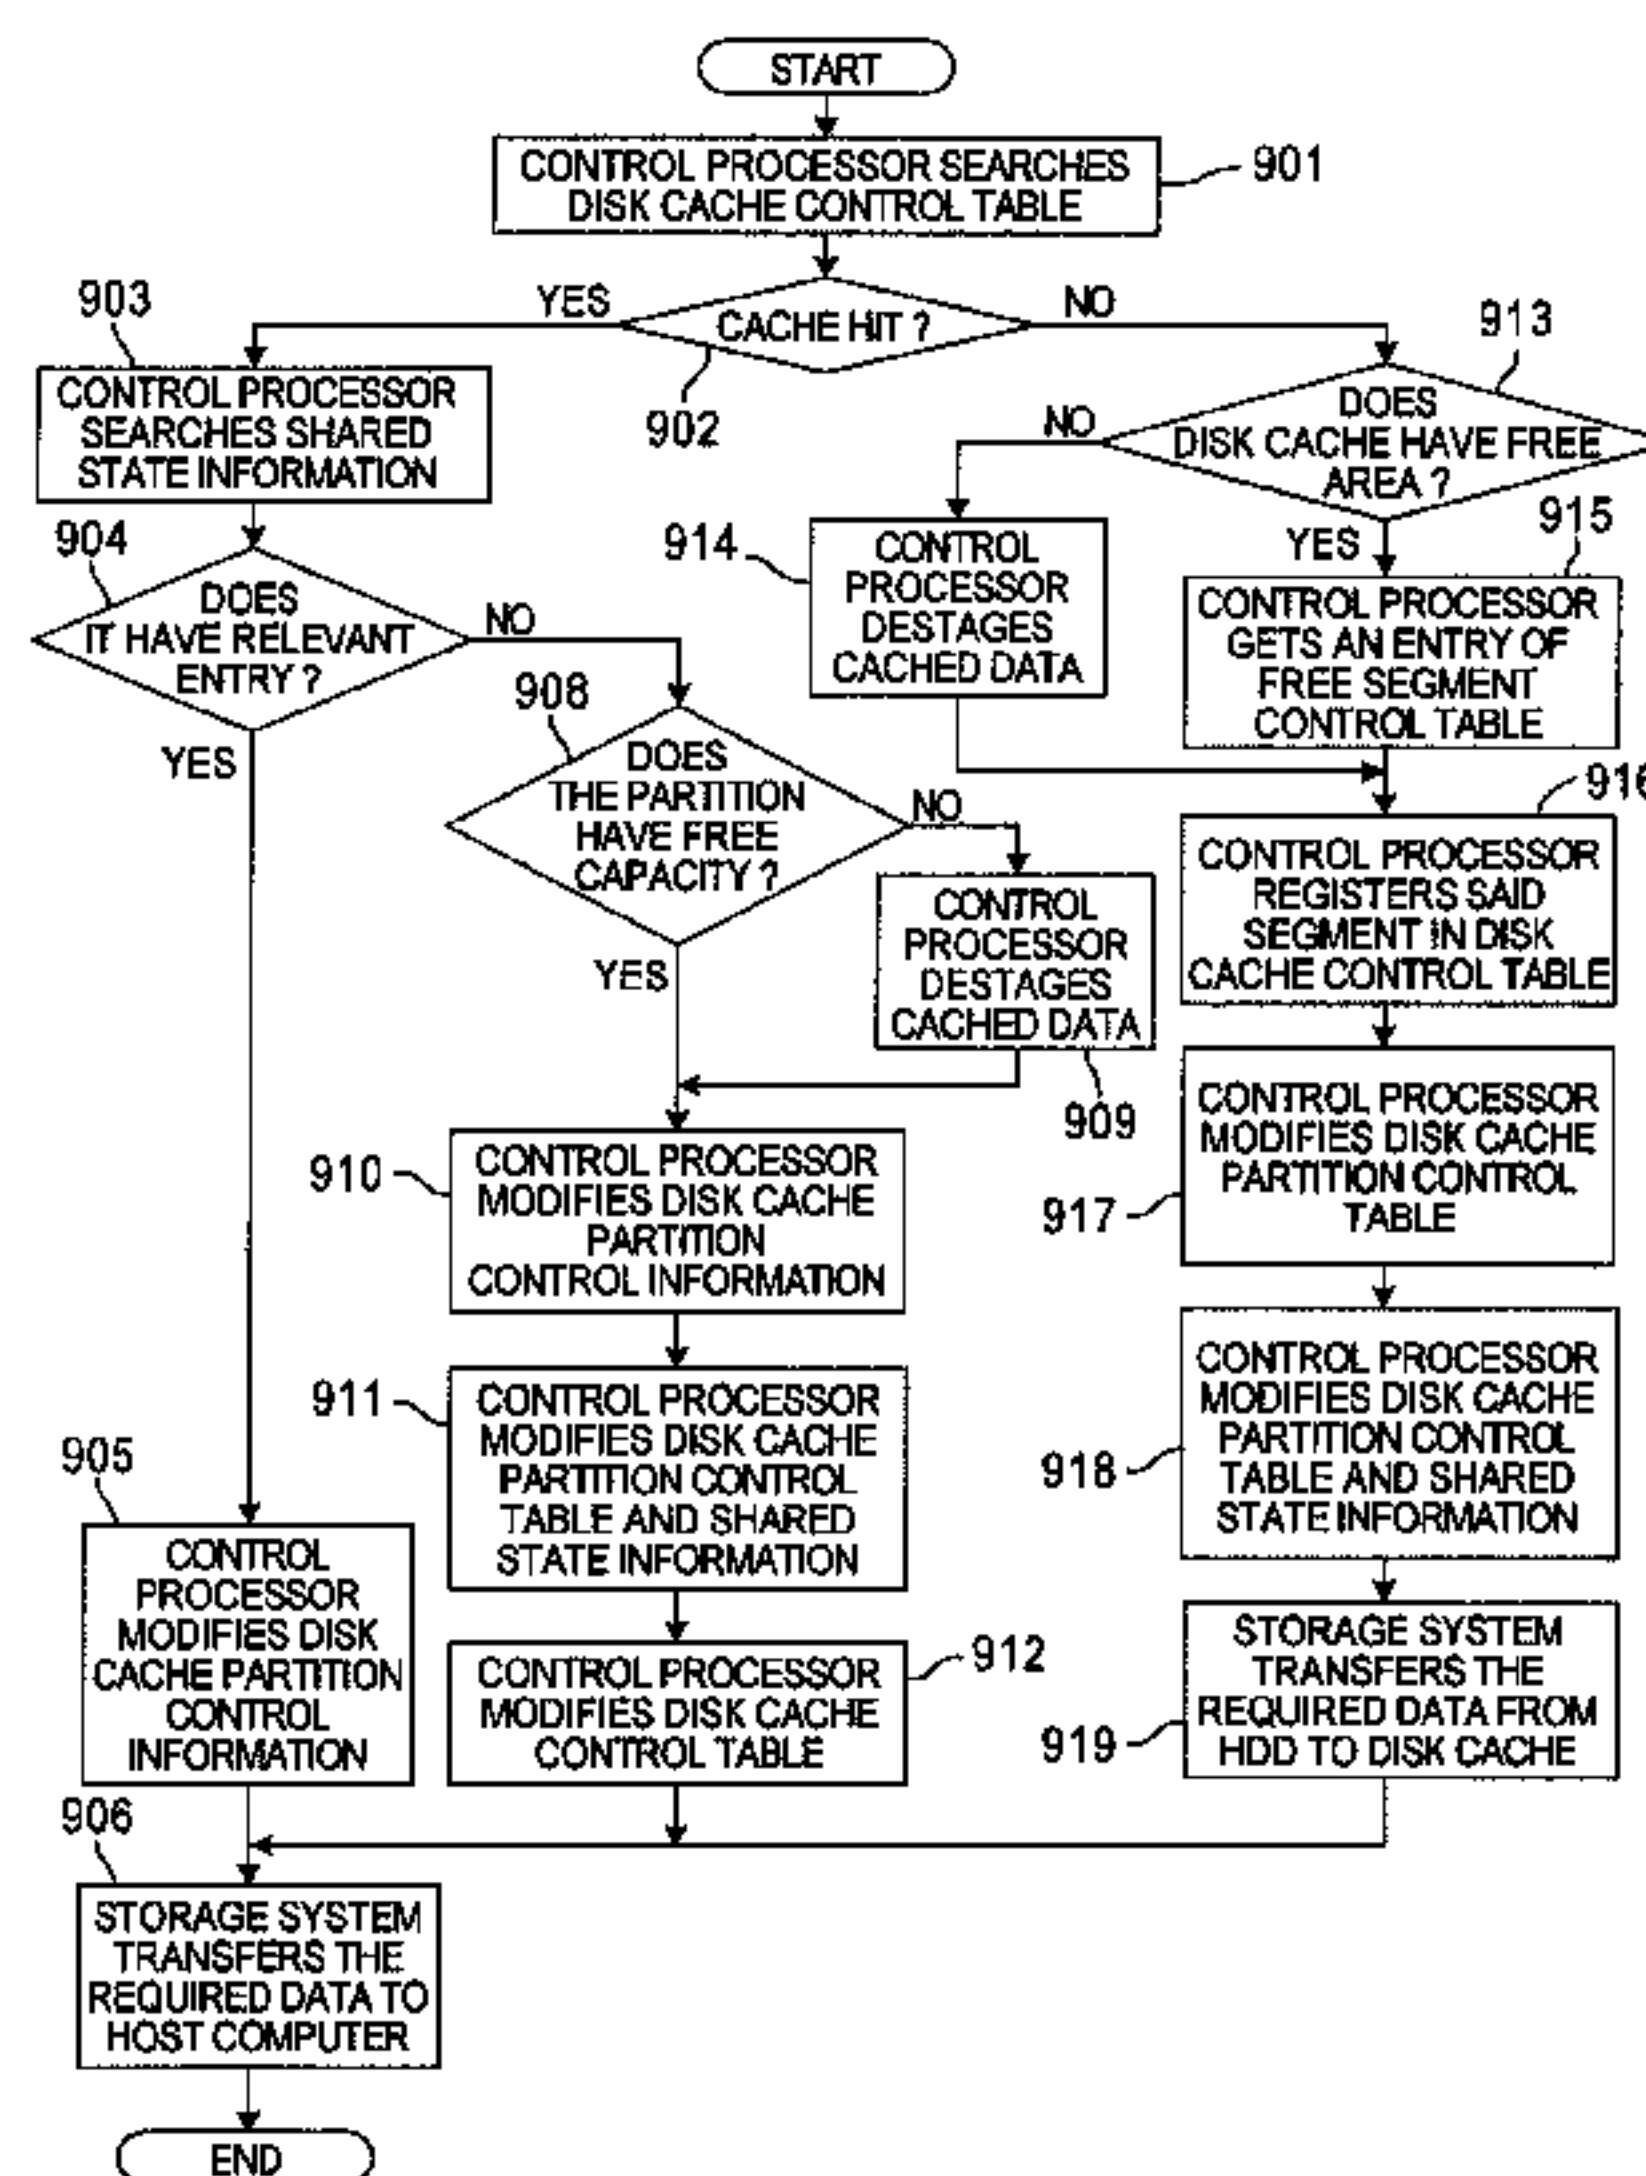 START
CONTROL PROCESSOR SEARCHES
DISK CACHE CONTROL TABLE
901
YES
CACHE HIT ?
NO
902
903
CONTROL PROCESSOR
SEARCHES SHARED
STATE INFORMATION
904
DOES
IT HAVE RELEVANT
ENTRY ?
NO
YES
908
DOES
THE PARTITION
HAVE FREE
CAPACITY ?
NO
YES
CONTROL
PROCESSOR
DESTAGES
CACHED DATA
909
910
CONTROL PROCESSOR
MODIFIES DISK CACHE
PARTITION
CONTROL INFORMATION
911
CONTROL PROCESSOR
MODIFIES DISK CACHE
PARTITION CONTROL
TABLE AND SHARED
STATE INFORMATION
912
CONTROL PROCESSOR
MODIFIES DISK CACHE
CONTROL TABLE
913
DOES
DISK CACHE HAVE FREE
AREA ?
NO
YES
914
CONTROL
PROCESSOR
DESTAGES
CACHED DATA
915
CONTROL PROCESSOR
GETS AN ENTRY OF
FREE SEGMENT
CONTROL TABLE
916
CONTROL PROCESSOR
REGISTERS SAID
SEGMENT IN DISK
CACHE CONTROL TABLE
917
CONTROL PROCESSOR
MODIFIES DISK CACHE
PARTITION CONTROL
TABLE
918
CONTROL PROCESSOR
MODIFIES DISK CACHE
PARTITION CONTROL
TABLE AND SHARED
STATE INFORMATION
919
STORAGE SYSTEM
TRANSFERS THE
REQUIRED DATA FROM
HDD TO DISK CACHE
905
CONTROL
PROCESSOR
MODIFIES DISK
CACHE PARTITION
CONTROL
INFORMATION
906
STORAGE SYSTEM
TRANSFERS THE
REQUIRED DATA TO
HOST COMPUTER
END